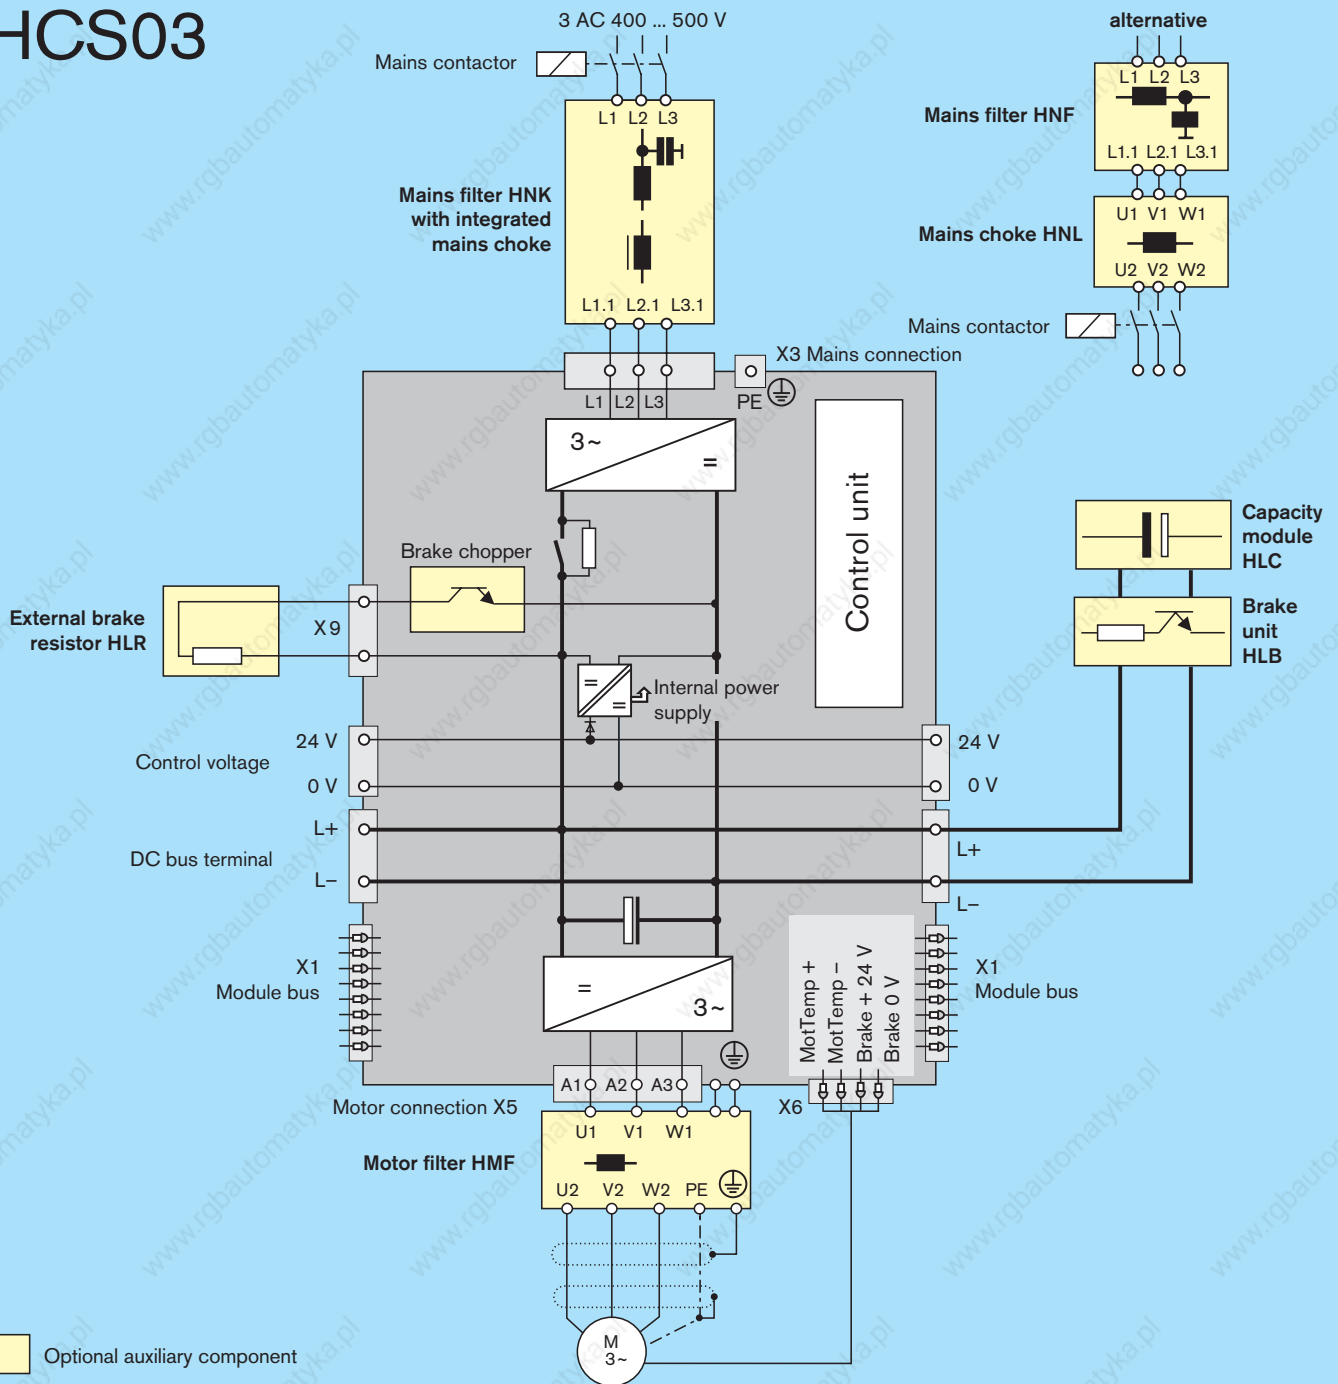 HCS03
3 AC 400 ... 500 V
Mains contactor
L1 L2 L3
Mains filter HNK
with integrated
mains choke
L1.1 L2.1 L3.1
alternative
L1 L2 L3
Mains filter HNF
L1.1 L2.1 L3.1
U1 V1 W1
Mains choke HNL
U2 V2 W2
Mains contactor
X3 Mains connection
L1 L2 L3
PE
3~
=
Control unit
Brake chopper
External brake
resistor HLR
X9
=
=
Internal power
supply
Capacity
module
HLC
Brake
unit
HLB
24 V
Control voltage
0 V
24 V
0 V
L+
DC bus terminal
L–
L+
L–
X1
Module bus
=
3~
MotTemp +
MotTemp –
Brake + 24 V
Brake 0 V
X1
Module bus
A1 A2 A3
Motor connection X5
X6
U1 V1 W1
Motor filter HMF
U2 V2 W2 PE
M
3~
Optional auxiliary component
www.rgbautomatyka.pl